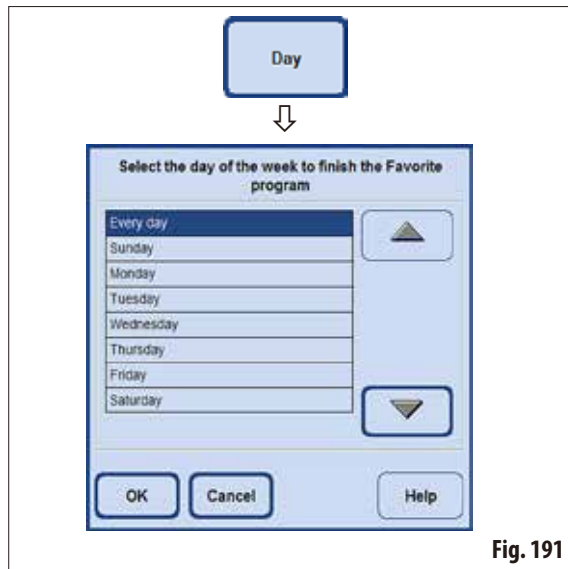 Day
Select the day of the week to finish the Favorite
program
Every day
Sunday
Monday
Tuesday
Wednesday
Thursday
Friday
Saturday
OK
Cancel
Help
Fig. 191